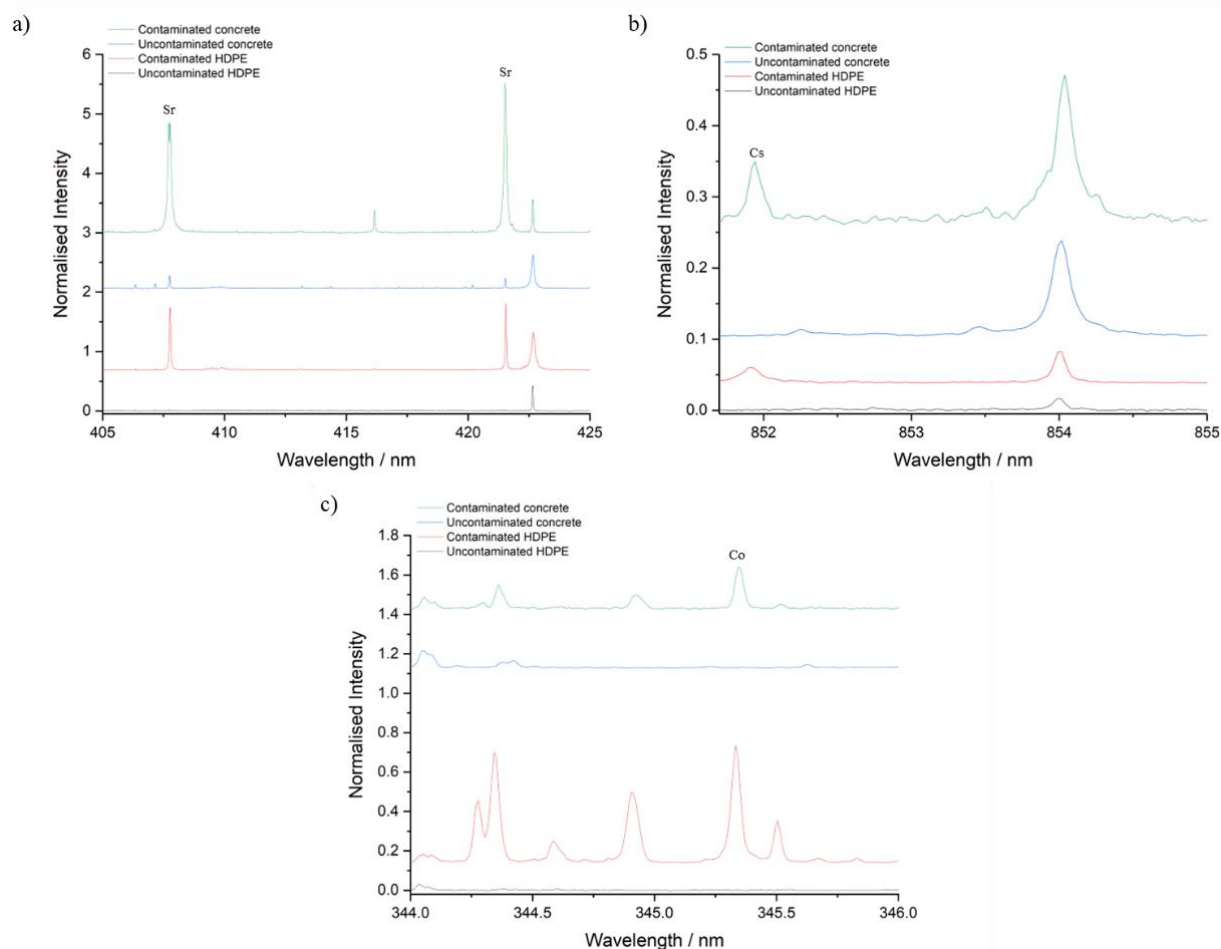 a)
Contaminated concrete
Uncontaminated concrete
Contaminated HDPE
Uncontaminated HDPE
Sr
Sr
6
5
4
3
2
1
0
Normalised Intensity
405 410 415 420 425
Wavelength / nm
b)
Contaminated concrete
Uncontaminated concrete
Contaminated HDPE
Uncontaminated HDPE
Cs
0.5
0.4
0.3
0.2
0.1
0.0
Normalised Intensity
852 853 854 855
Wavelength / nm
c)
Contaminated concrete
Uncontaminated concrete
Contaminated HDPE
Uncontaminated HDPE
Co
1.8
1.6
1.4
1.2
1.0
0.8
0.6
0.4
0.2
0.0
Normalised Intensity
344.0 344.5 345.0 345.5 346.0
Wavelength / nm